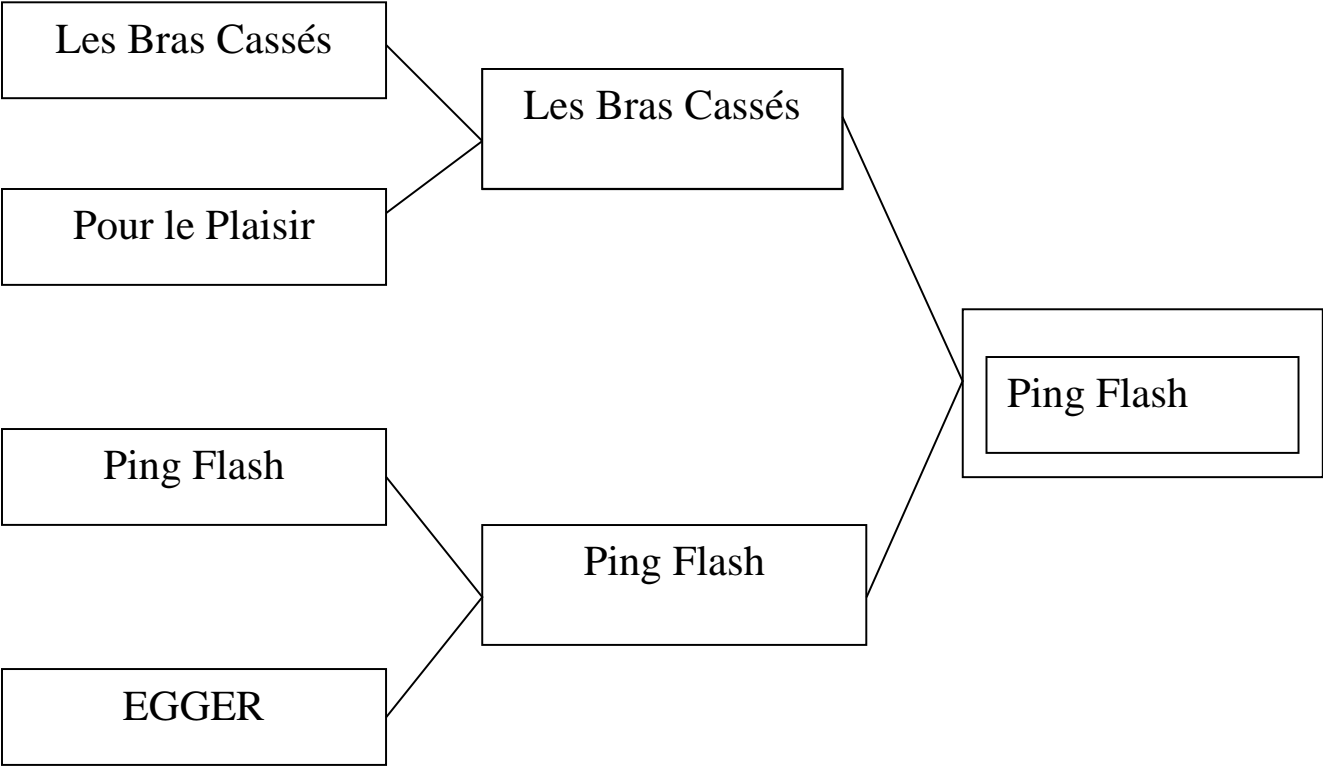 Les Bras Cassés
Les Bras Cassés
Pour le Plaisir
Ping Flash
Ping Flash
Ping Flash
EGGER